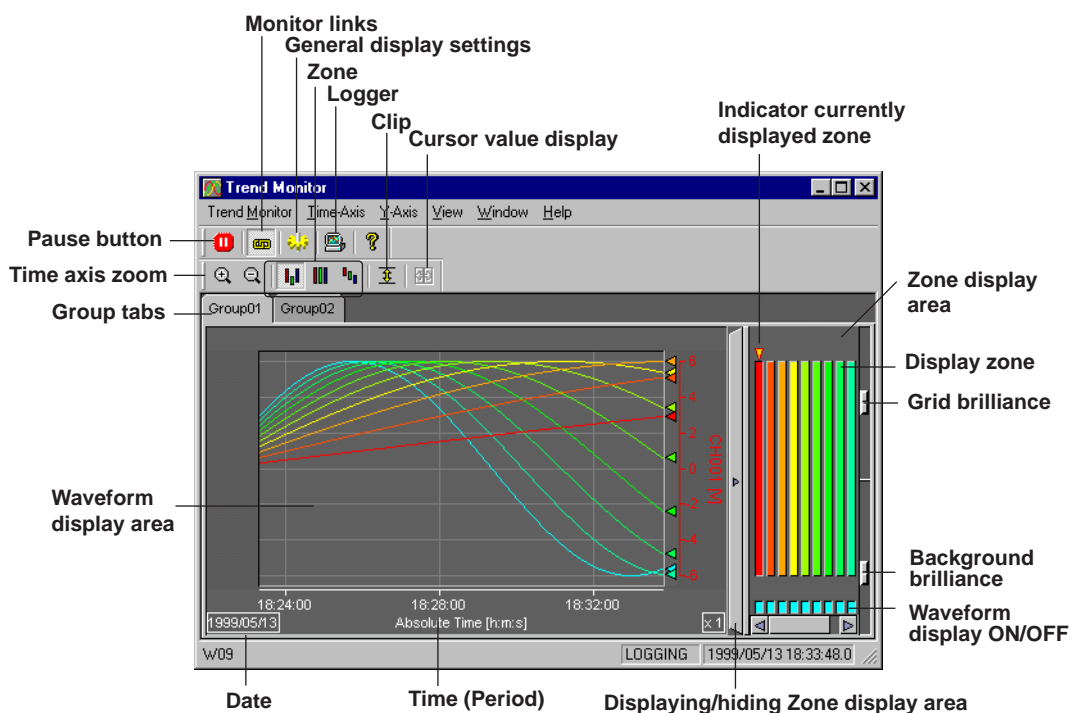 Monitor links
General display settings
Zone
Logger
Clip
Cursor value display
Indicator currently
displayed zone
Trend Monitor
Trend Monitor Time-Axis Y-Axis View Window Help
Pause button
Time axis zoom
Group tabs
Group01 Group02
Zone display
area
Display zone
Grid brilliance
6
4
2
0
-2
-4
-6
CH001 [M]
Waveform
display area
Background
brilliance
Waveform
display ON/OFF
18:24:00 18:28:00 18:32:00
1999/05/13 Absolute Time [h:m:s] x 1
W09 LOGGING 1999/05/13 18:33:48.0
Date
Time (Period)
Displaying/hiding Zone display area